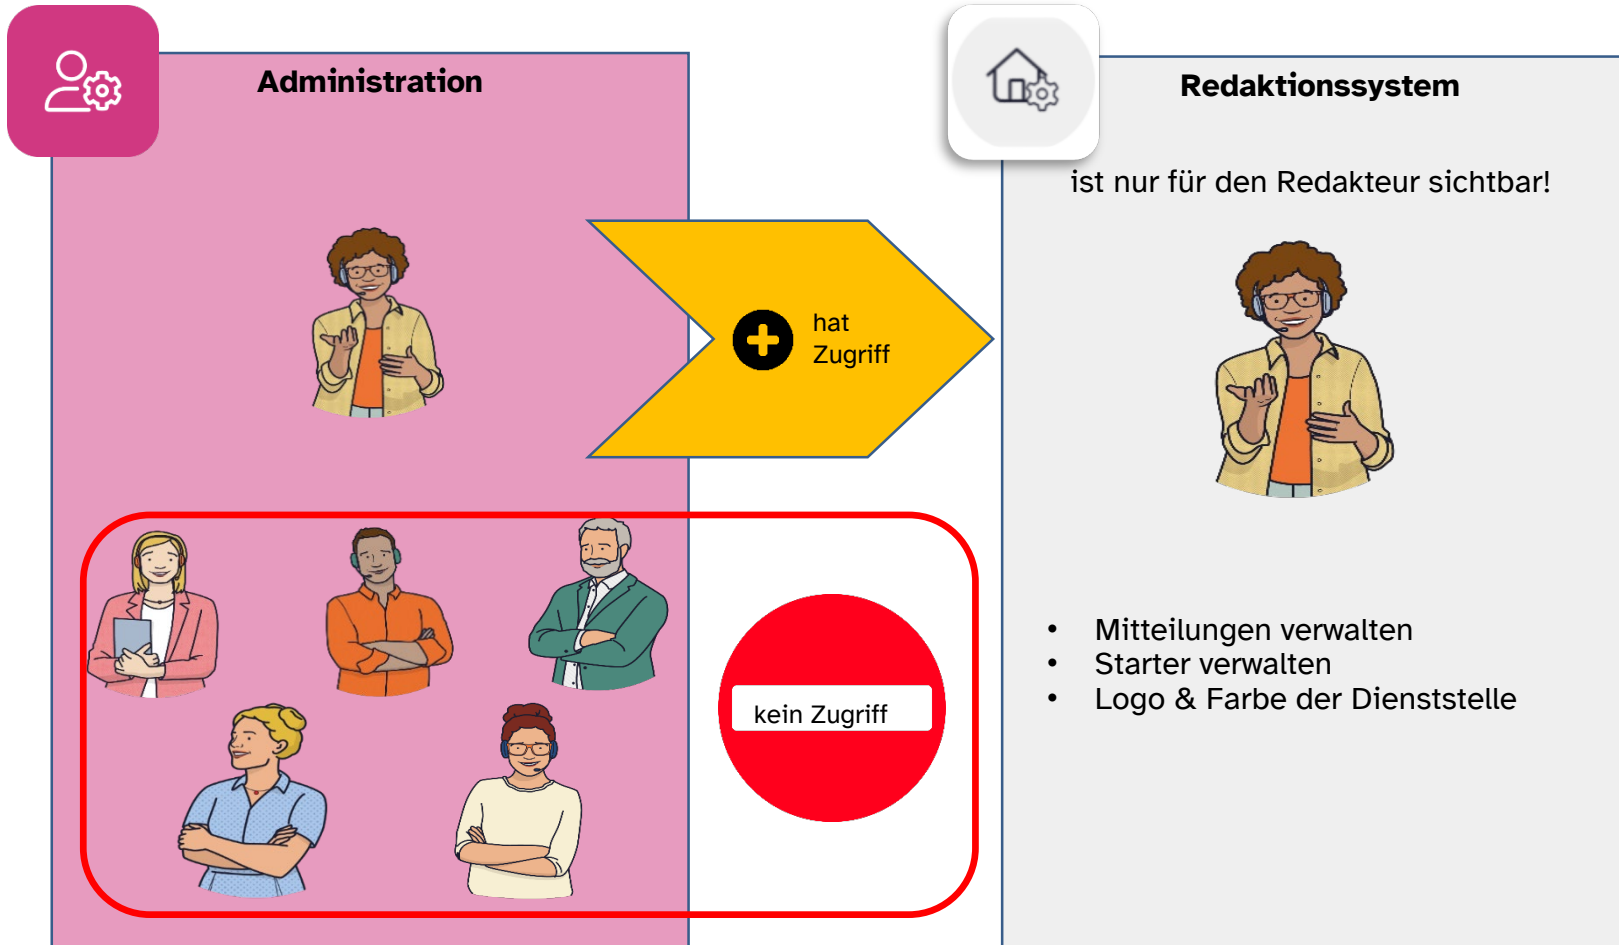 Administration
hat
Zugriff
kein Zugriff
Redaktionssystem
ist nur für den Redakteur sichtbar!
• Mitteilungen verwalten
• Starter verwalten
• Logo & Farbe der Dienststelle